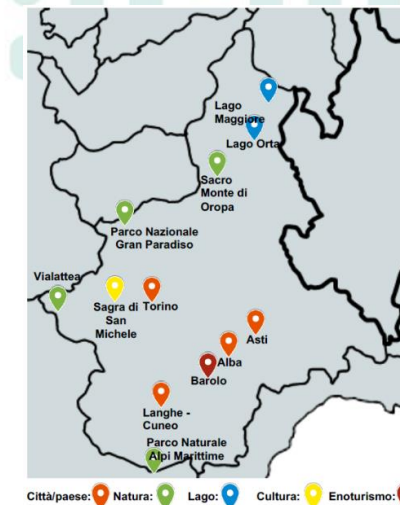 Lago
Maggiore
Lago Orta
Sacro
Monte di
Oropa
Parco Nazionale
Gran Paradiso
Vialattea
Sagra di
San
Michele
Torino
Asti
Alba
Barolo
Langhe -
Cuneo
Parco Naturale
Alpi Marittime
Città/paese: Natura: Lago: Cultura: Enoturismo: